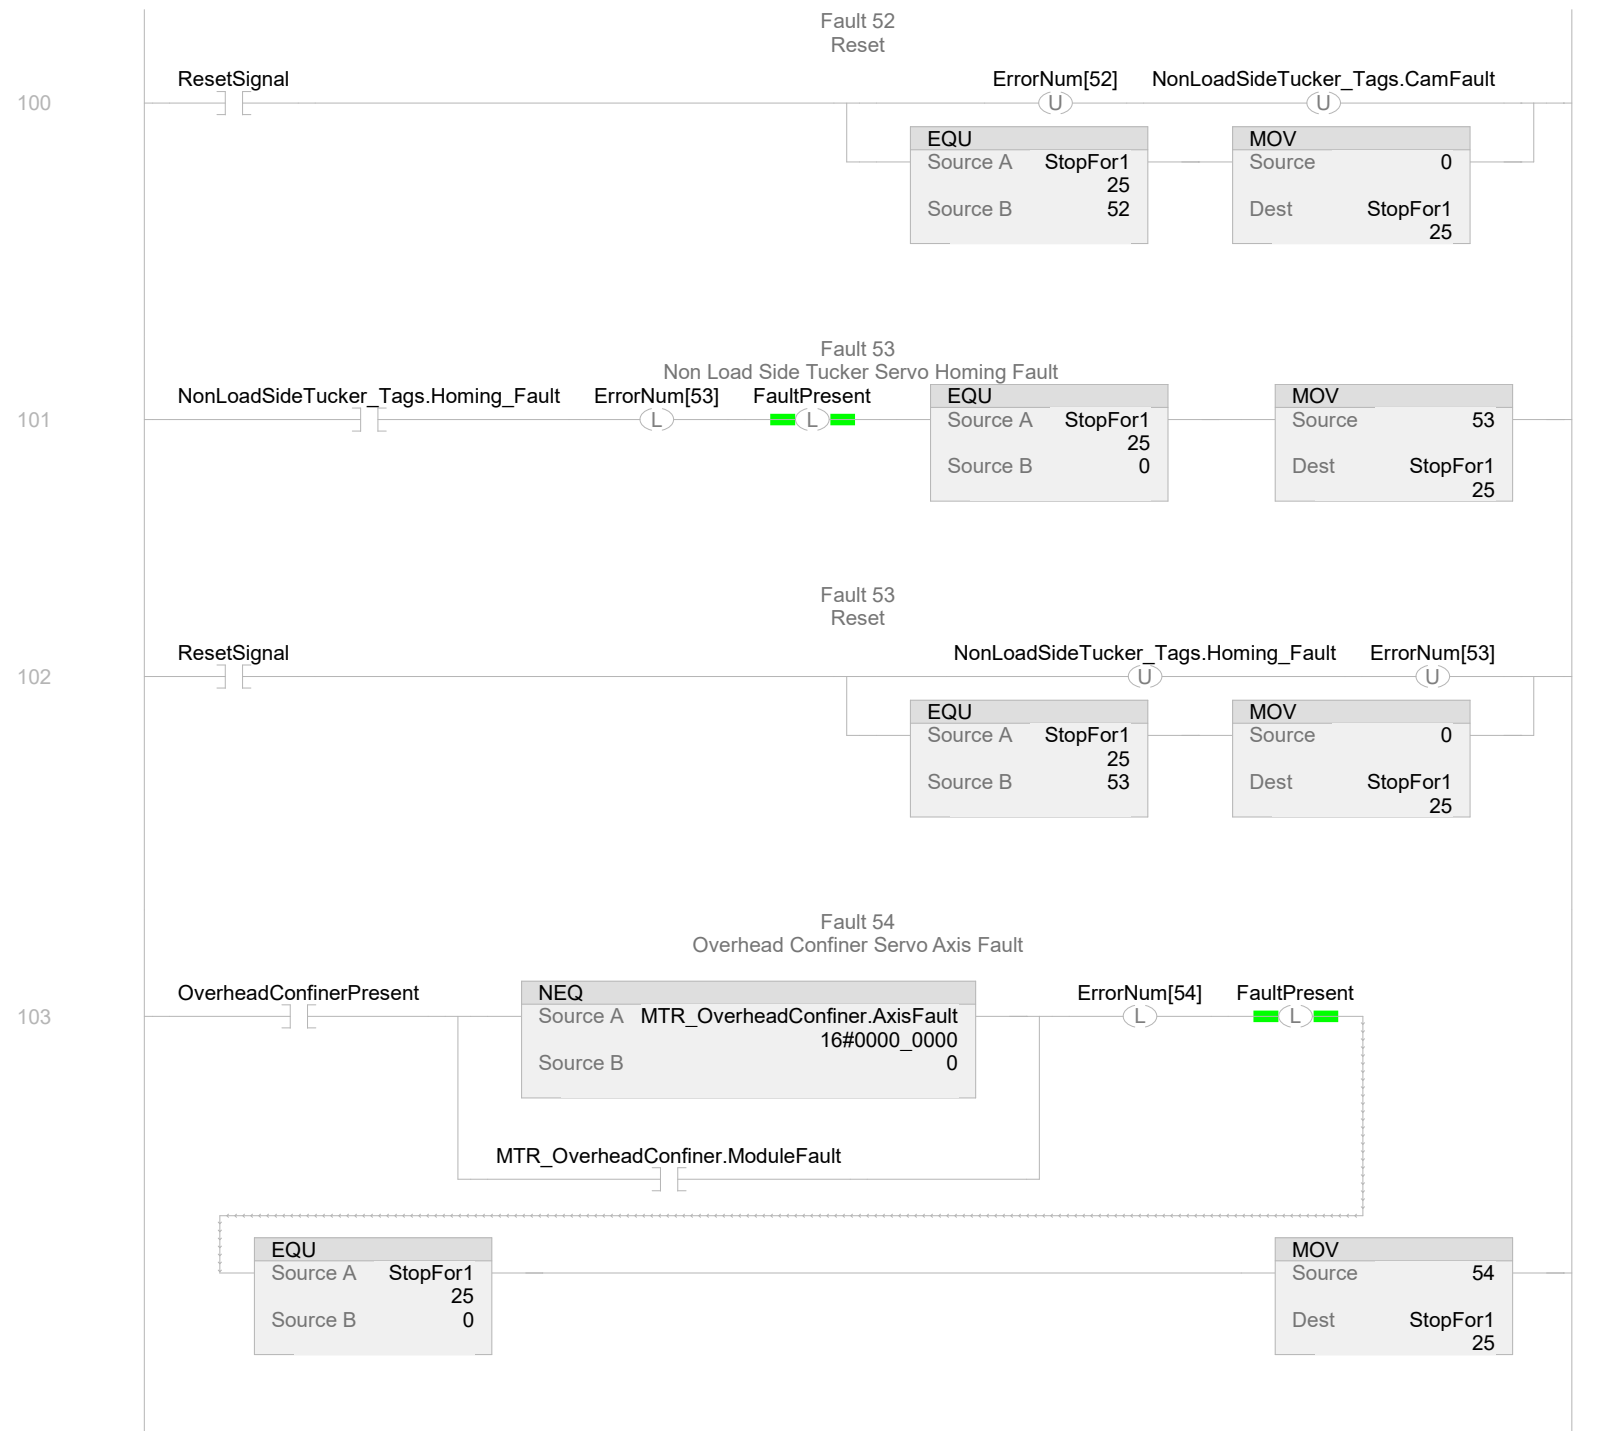 Fault 52
Reset
ResetSignal ErrorNum[52] NonLoadSideTucker_Tags.CamFault
100 U U
EQU MOV
Source A StopFor1 Source 0
25
Source B 52 Dest StopFor1
25
Fault 53
Non Load Side Tucker Servo Homing Fault
NonLoadSideTucker_Tags.Homing_Fault ErrorNum[53] FaultPresent EQU MOV
101 L L Source A StopFor1 Source 53
25
Source B 0 Dest StopFor1
25
Fault 53
Reset
ResetSignal NonLoadSideTucker_Tags.Homing_Fault ErrorNum[53]
102 U U
EQU MOV
Source A StopFor1 Source 0
25
Source B 53 Dest StopFor1
25
Fault 54
Overhead Confiner Servo Axis Fault
OverheadConfinerPresent NEQ ErrorNum[54] FaultPresent
103 Source A MTR_OverheadConfiner.AxisFault L L
16#0000_0000
Source B 0
MTR_OverheadConfiner.ModuleFault
EQU MOV
Source A StopFor1 Source 54
25
Source B 0 Dest StopFor1
25